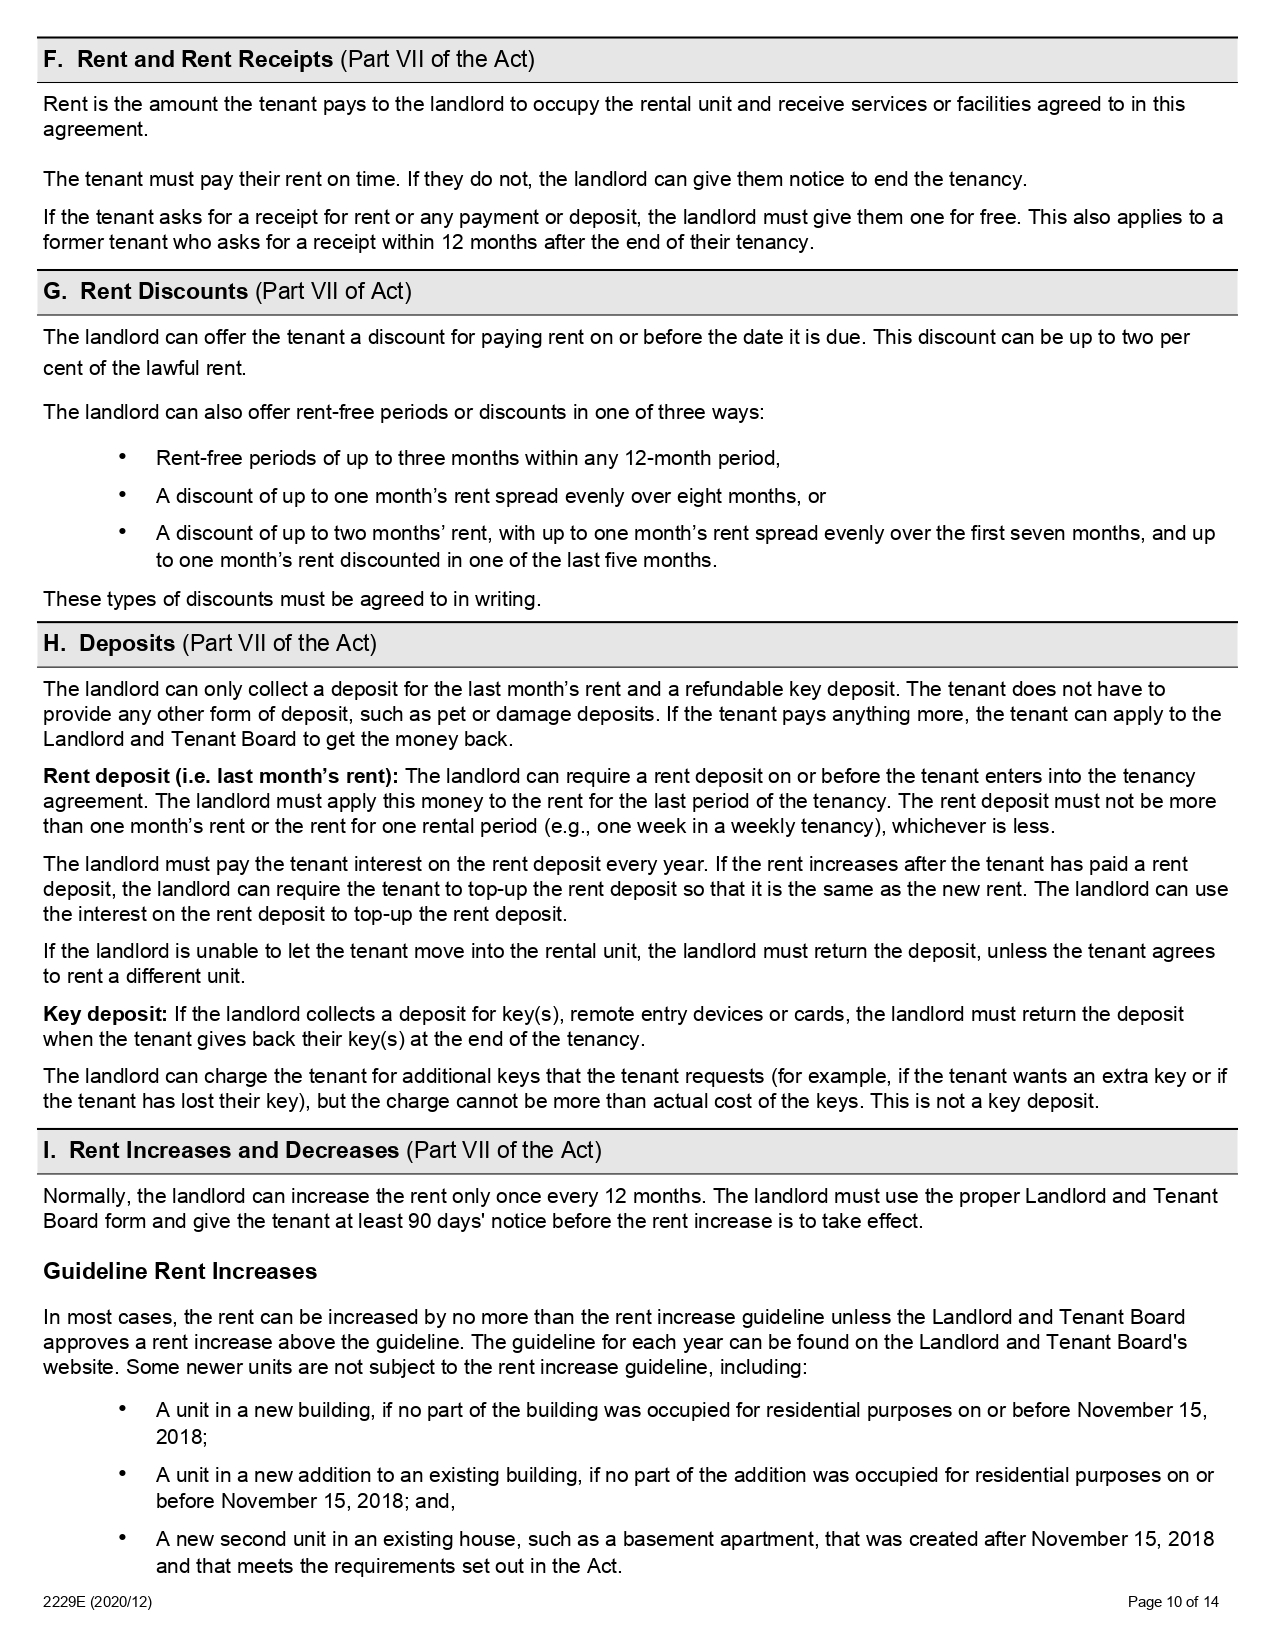 F. Rent and Rent Receipts (Part VII of the Act)
Rent is the amount the tenant pays to the landlord to occupy the rental unit and receive services or facilities agreed to in this
agreement.
The tenant must pay their rent on time. If they do not, the landlord can give them notice to end the tenancy.
If the tenant asks for a receipt for rent or any payment or deposit, the landlord must give them one for free. This also applies to a
former tenant who asks for a receipt within 12 months after the end of their tenancy.
G. Rent Discounts (Part VII of Act)
The landlord can offer the tenant a discount for paying rent on or before the date it is due. This discount can be up to two per
cent of the lawful rent.
The landlord can also offer rent-free periods or discounts in one of three ways:
• Rent-free periods of up to three months within any 12-month period,
• A discount of up to one month’s rent spread evenly over eight months, or
• A discount of up to two months’ rent, with up to one month’s rent spread evenly over the first seven months, and up
to one month’s rent discounted in one of the last five months.
These types of discounts must be agreed to in writing.
H. Deposits (Part VII of the Act)
The landlord can only collect a deposit for the last month’s rent and a refundable key deposit. The tenant does not have to
provide any other form of deposit, such as pet or damage deposits. If the tenant pays anything more, the tenant can apply to the
Landlord and Tenant Board to get the money back.
Rent deposit (i.e. last month’s rent): The landlord can require a rent deposit on or before the tenant enters into the tenancy
agreement. The landlord must apply this money to the rent for the last period of the tenancy. The rent deposit must not be more
than one month’s rent or the rent for one rental period (e.g., one week in a weekly tenancy), whichever is less.
The landlord must pay the tenant interest on the rent deposit every year. If the rent increases after the tenant has paid a rent
deposit, the landlord can require the tenant to top-up the rent deposit so that it is the same as the new rent. The landlord can use
the interest on the rent deposit to top-up the rent deposit.
If the landlord is unable to let the tenant move into the rental unit, the landlord must return the deposit, unless the tenant agrees
to rent a different unit.
Key deposit: If the landlord collects a deposit for key(s), remote entry devices or cards, the landlord must return the deposit
when the tenant gives back their key(s) at the end of the tenancy.
The landlord can charge the tenant for additional keys that the tenant requests (for example, if the tenant wants an extra key or if
the tenant has lost their key), but the charge cannot be more than actual cost of the keys. This is not a key deposit.
I. Rent Increases and Decreases (Part VII of the Act)
Normally, the landlord can increase the rent only once every 12 months. The landlord must use the proper Landlord and Tenant
Board form and give the tenant at least 90 days' notice before the rent increase is to take effect.
Guideline Rent Increases
In most cases, the rent can be increased by no more than the rent increase guideline unless the Landlord and Tenant Board
approves a rent increase above the guideline. The guideline for each year can be found on the Landlord and Tenant Board's
website. Some newer units are not subject to the rent increase guideline, including:
• A unit in a new building, if no part of the building was occupied for residential purposes on or before November 15,
2018;
• A unit in a new addition to an existing building, if no part of the addition was occupied for residential purposes on or
before November 15, 2018; and,
• A new second unit in an existing house, such as a basement apartment, that was created after November 15, 2018
and that meets the requirements set out in the Act.
2229E (2020/12)
Page 10 of 14